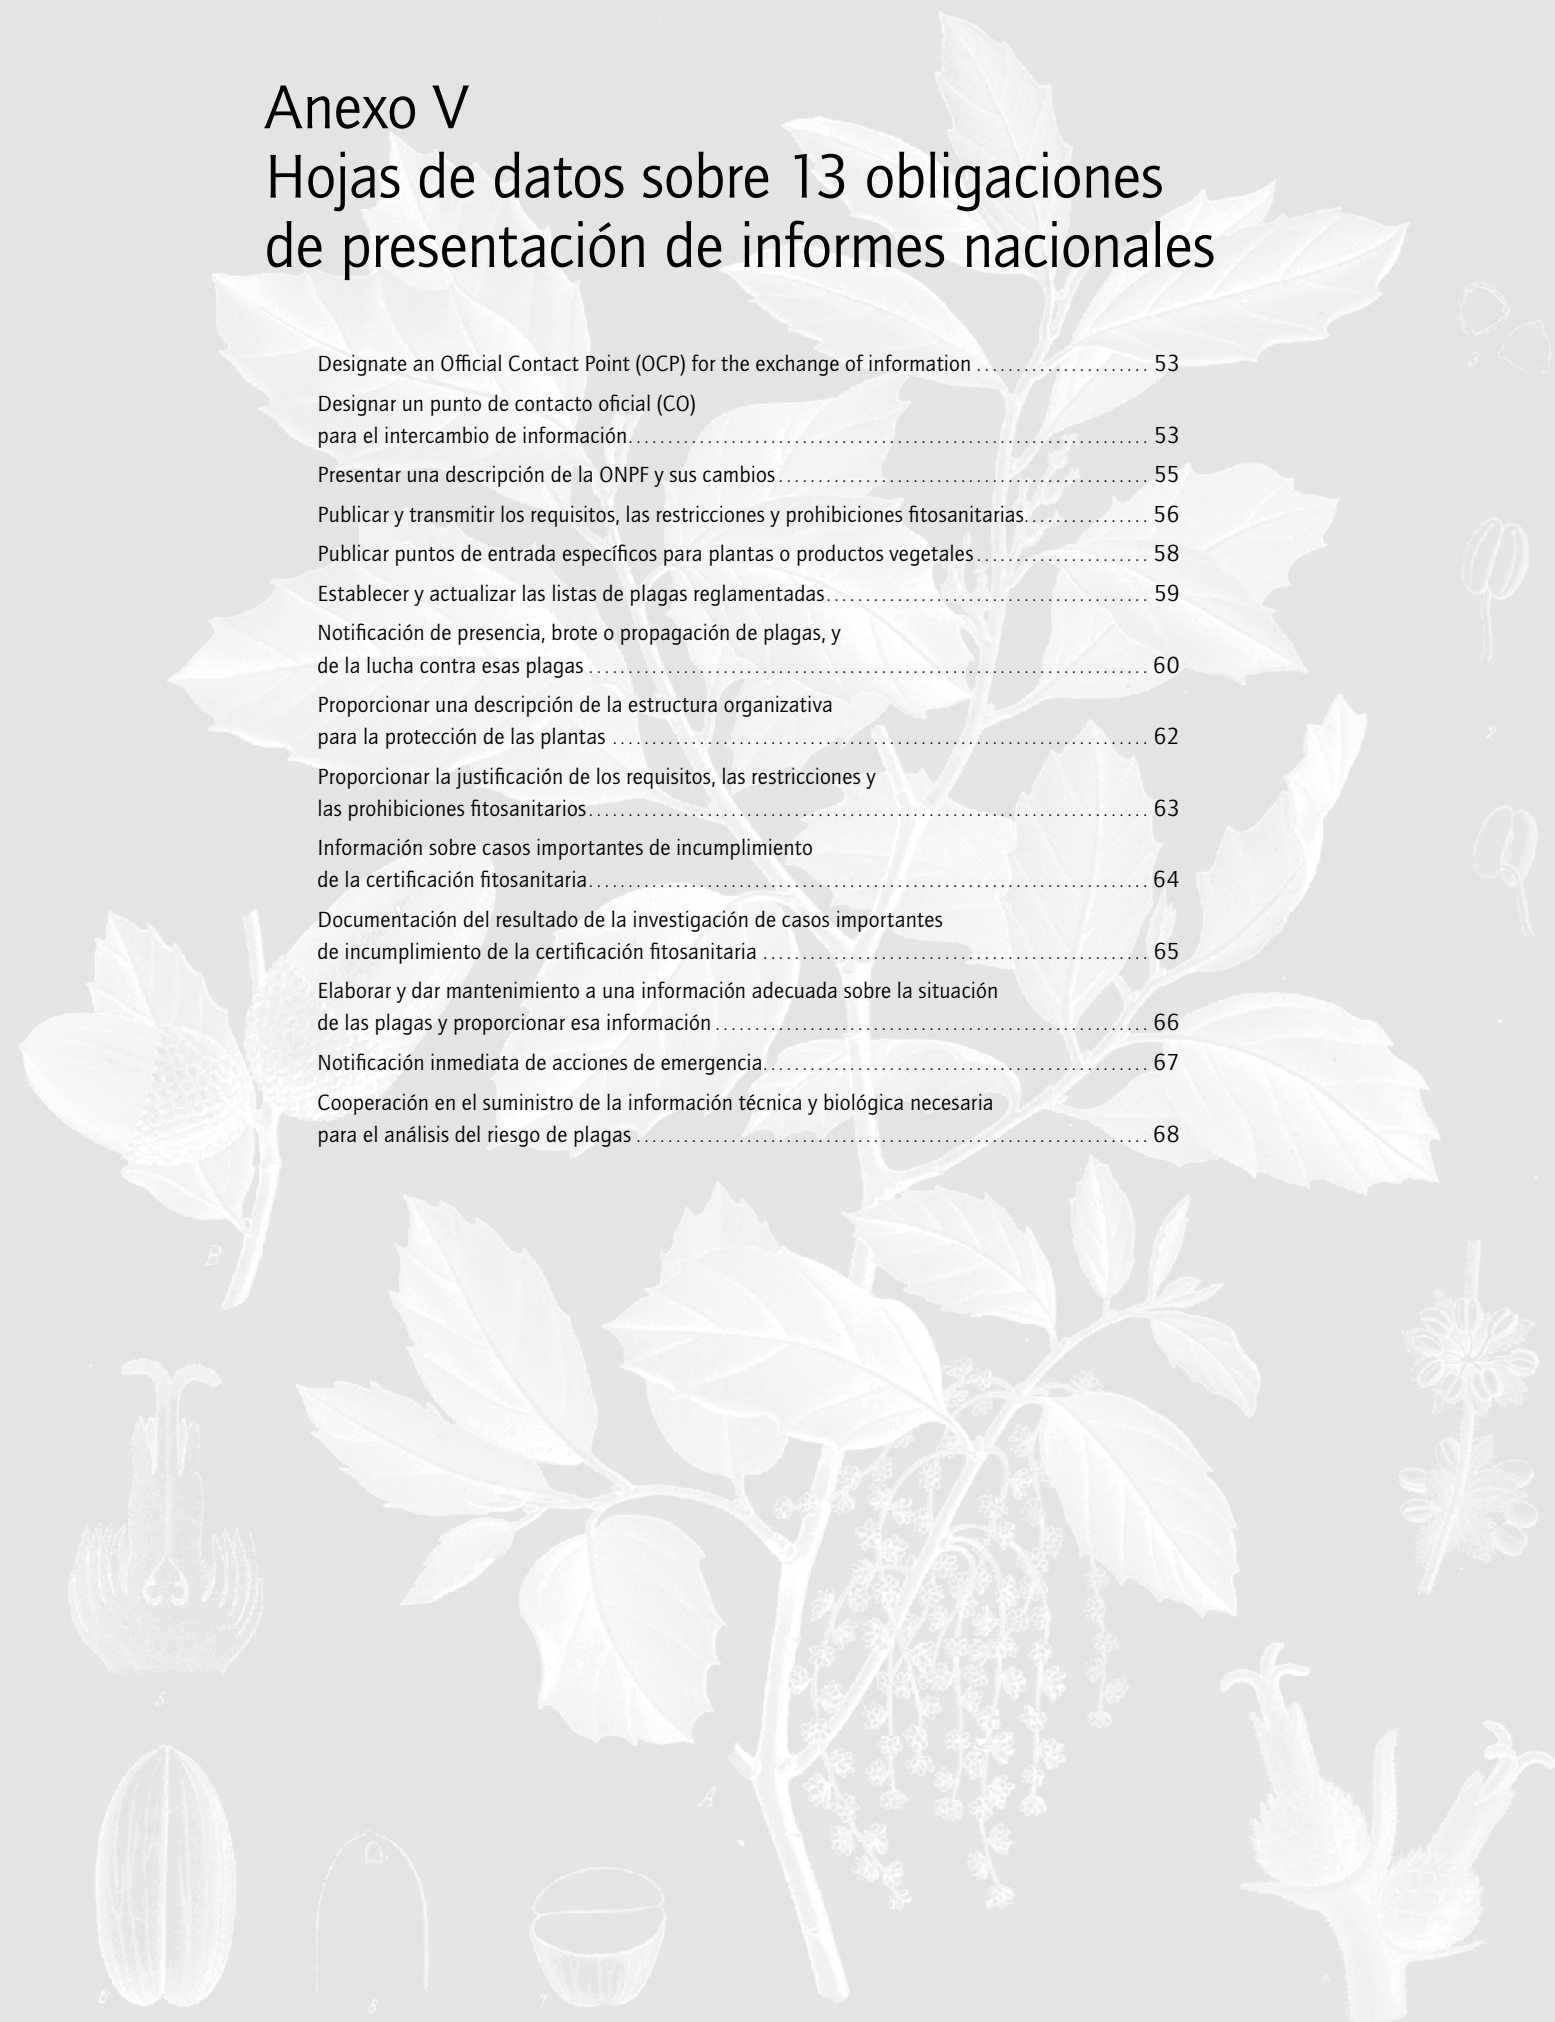 Anexo V
Hojas de datos sobre 13 obligaciones
de presentación de informes nacionales
Designate an Official Contact Point (OCP) for the exchange of information ...................... 53
Designar un punto de contacto oficial (CO)
para el intercambio de información.................................................................. 53
Presentar una descripción de la ONPF y sus cambios ............................................... 55
Publicar y transmitir los requisitos, las restricciones y prohibiciones fitosanitarias................ 56
Publicar puntos de entrada específicos para plantas o productos vegetales ...................... 58
Establecer y actualizar las listas de plagas reglamentadas......................................... 59
Notificación de presencia, brote o propagación de plagas, y
de la lucha contra esas plagas ....................................................................... 60
Proporcionar una descripción de la estructura organizativa
para la protección de las plantas .................................................................... 62
Proporcionar la justificación de los requisitos, las restricciones y
las prohibiciones fitosanitarios....................................................................... 63
Información sobre casos importantes de incumplimiento
de la certificación fitosanitaria....................................................................... 64
Documentación del resultado de la investigación de casos importantes
de incumplimiento de la certificación fitosanitaria ................................................. 65
Elaborar y dar mantenimiento a una información adecuada sobre la situación
de las plagas y proporcionar esa información ....................................................... 66
Notificación inmediata de acciones de emergencia................................................. 67
Cooperación en el suministro de la información técnica y biológica necesaria
para el análisis del riesgo de plagas ................................................................. 68
3
2
B
5
A
6
8
7